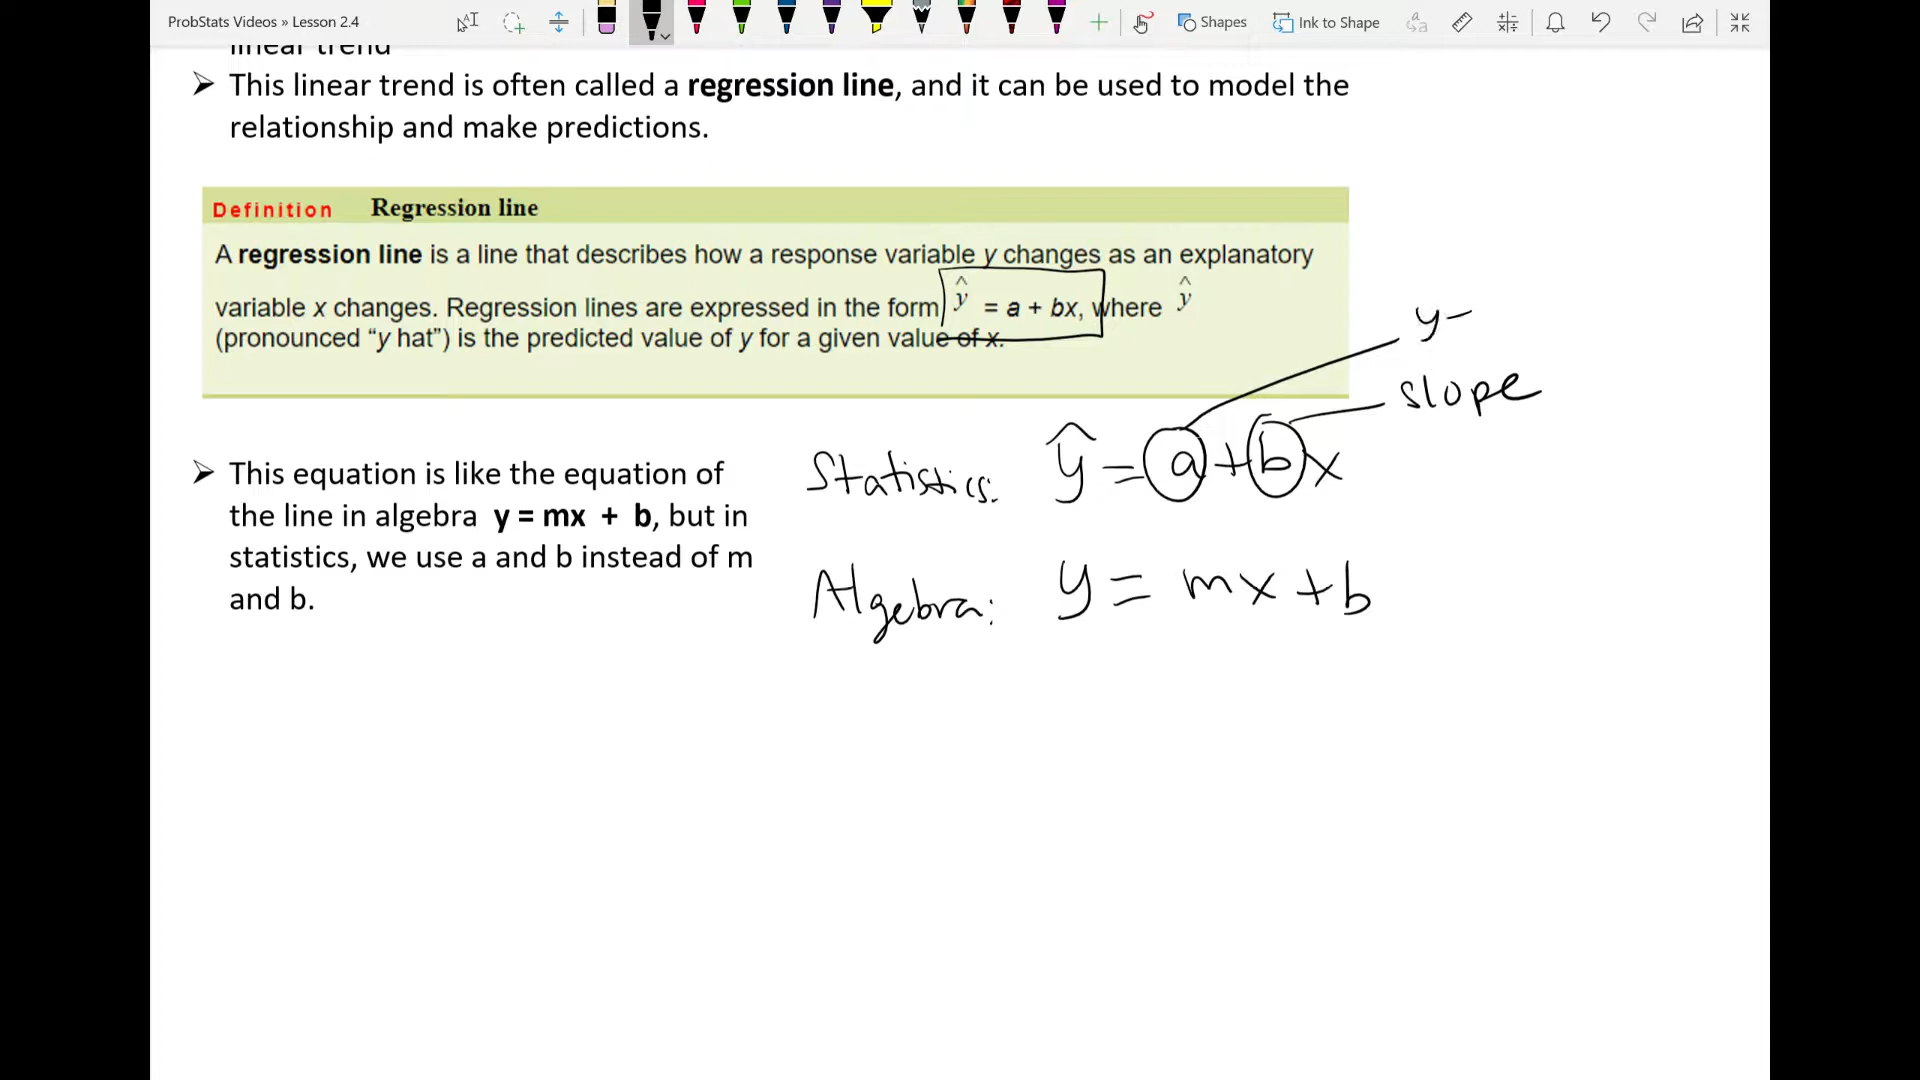 ProbStats Videos » Lesson 2.4 Shapes Ink to Shape
linear trend
➤ This linear trend is often called a regression line, and it can be used to model the
relationship and make predictions.
Definition Regression line
A regression line is a line that describes how a response variable y changes as an explanatory
variable x changes. Regression lines are expressed in the form ŷ = a + bx, where ŷ
(pronounced “y hat”) is the predicted value of y for a given value of x.
y-
slope
➤ This equation is like the equation of
the line in algebra y = mx + b, but in
statistics, we use a and b instead of m
and b.
Statistics: ŷ = a + bx
Algebra: y = mx + b